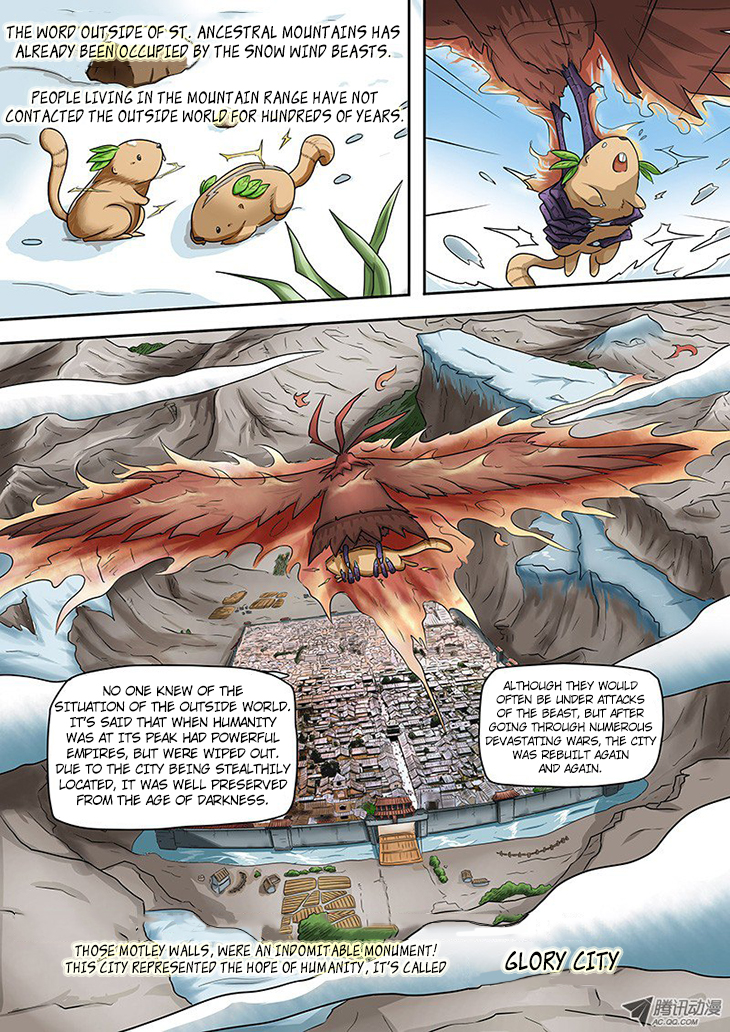 THE WORD OUTSIDE OF ST. ANCESTRAL MOUNTAINS HAS
ALREADY BEEN OCCUPIED BY THE SNOW WIND BEASTS.
PEOPLE LIVING IN THE MOUNTAIN RANGE HAVE NOT
CONTACTED THE OUTSIDE WORLD FOR HUNDREDS OF YEARS.
NO ONE KNEW OF THE
SITUATION OF THE OUTSIDE WORLD.
IT'S SAID THAT WHEN HUMANITY
WAS AT ITS PEAK HAD POWERFUL
EMPIRES, BUT WERE WIPED OUT.
DUE TO THE CITY BEING STEALTHILY
LOCATED, IT WAS WELL PRESERVED
FROM THE AGE OF DARKNESS.
ALTHOUGH THEY WOULD
OFTEN BE UNDER ATTACKS
OF THE BEAST, BUT AFTER
GOING THROUGH NUMEROUS
DEVASTATING WARS, THE CITY
WAS REBUILT AGAIN
AND AGAIN.
THOSE MOTLEY WALLS, WERE AN INDOMITABLE MONUMENT!
THIS CITY REPRESENTED THE HOPE OF HUMANITY, IT'S CALLED
GLORY CITY
腾讯动漫
AC.QQ.COM